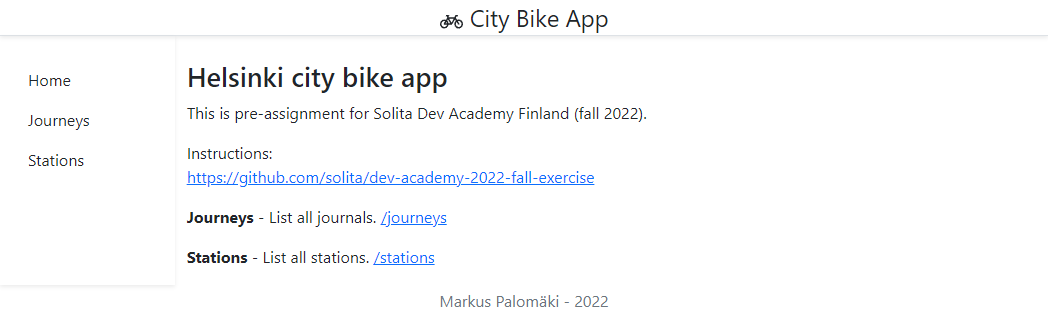 City Bike App
Home
Journeys
Stations
Helsinki city bike app
This is pre-assignment for Solita Dev Academy Finland (fall 2022).
Instructions:
https://github.com/solita/dev-academy-2022-fall-exercise
Journeys - List all journals. /journeys
Stations - List all stations. /stations
Markus Palomäki - 2022